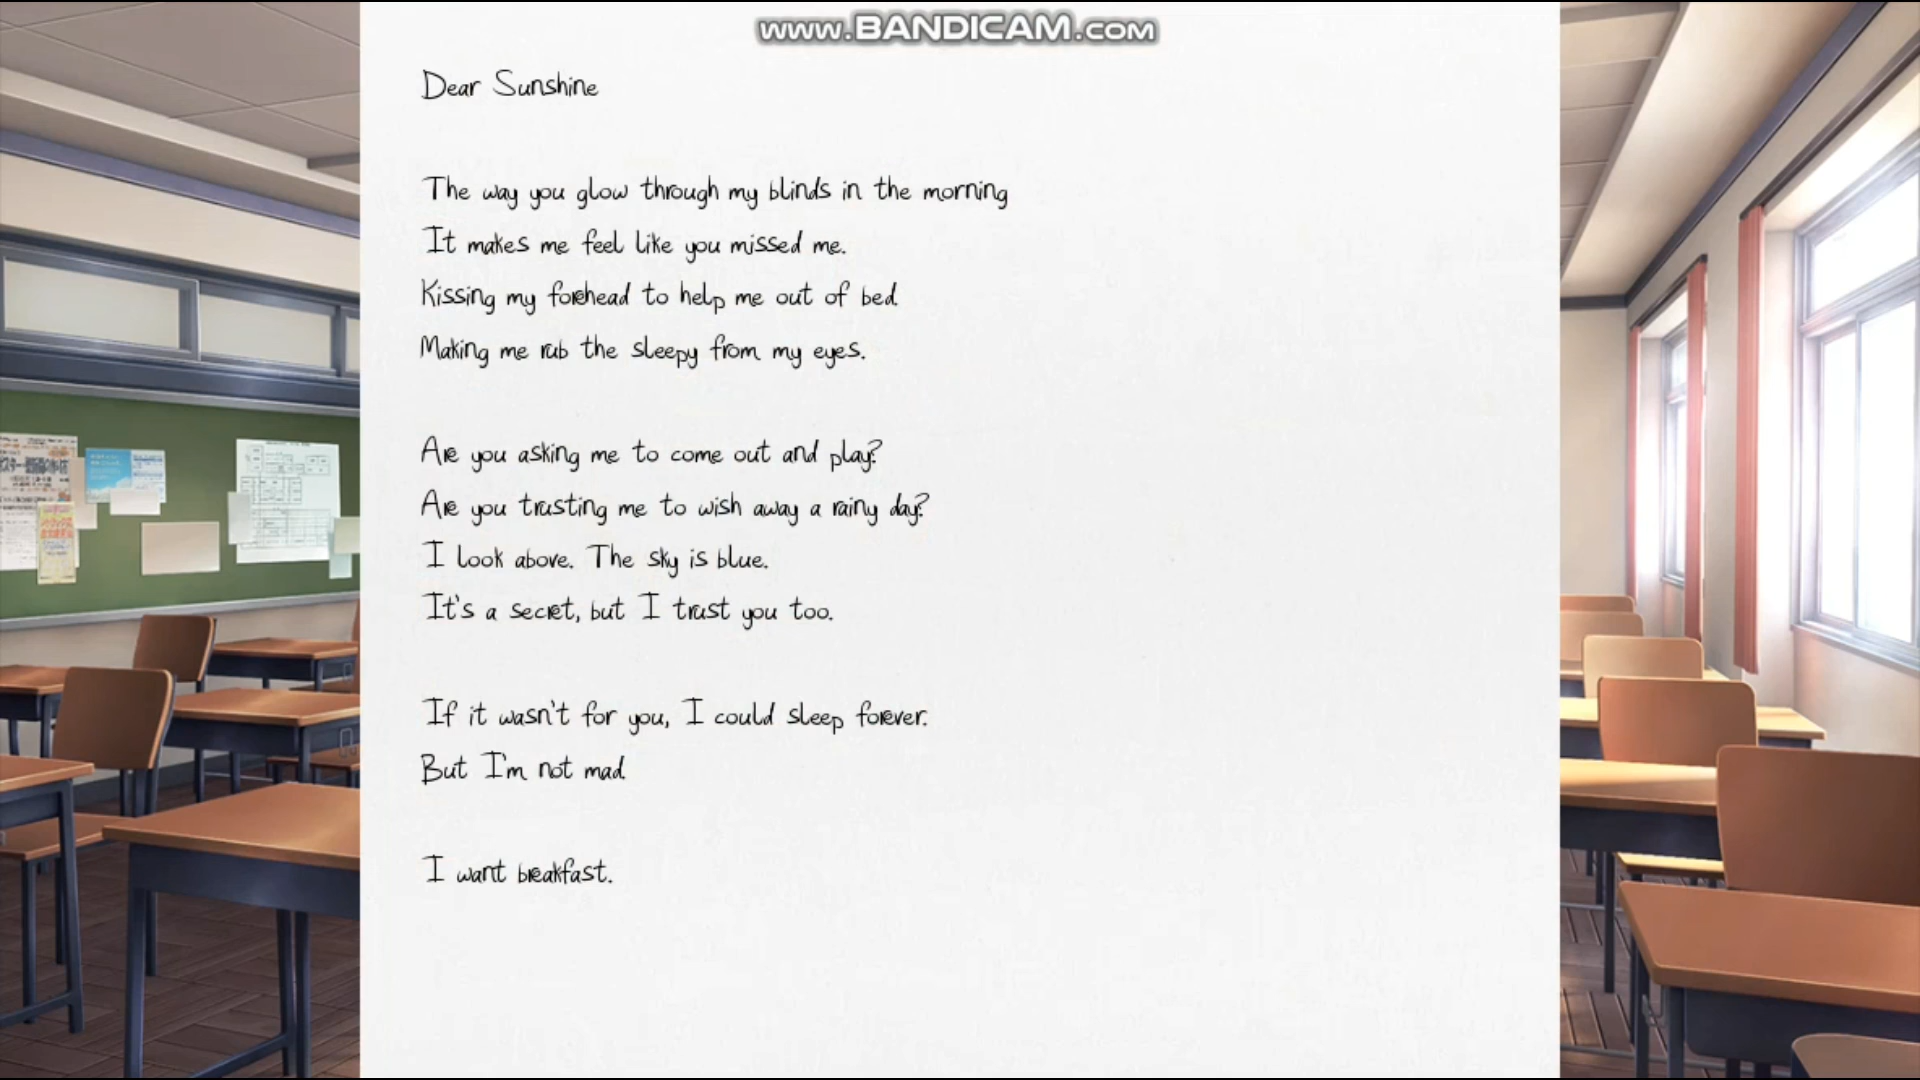 www.BANDICAM.com
Dear Sunshine
The way you glow through my blinds in the morning
It makes me feel like you missed me.
Kissing my forehead to help me out of bed.
Making me rub the sleepy from my eyes.
Are you asking me to come out and play?
Are you trusting me to wish away a rainy day?
I look above. The sky is blue.
It's a secret, but I trust you too.
If it wasn't for you, I could sleep forever.
But I'm not mad.
I want breakfast.